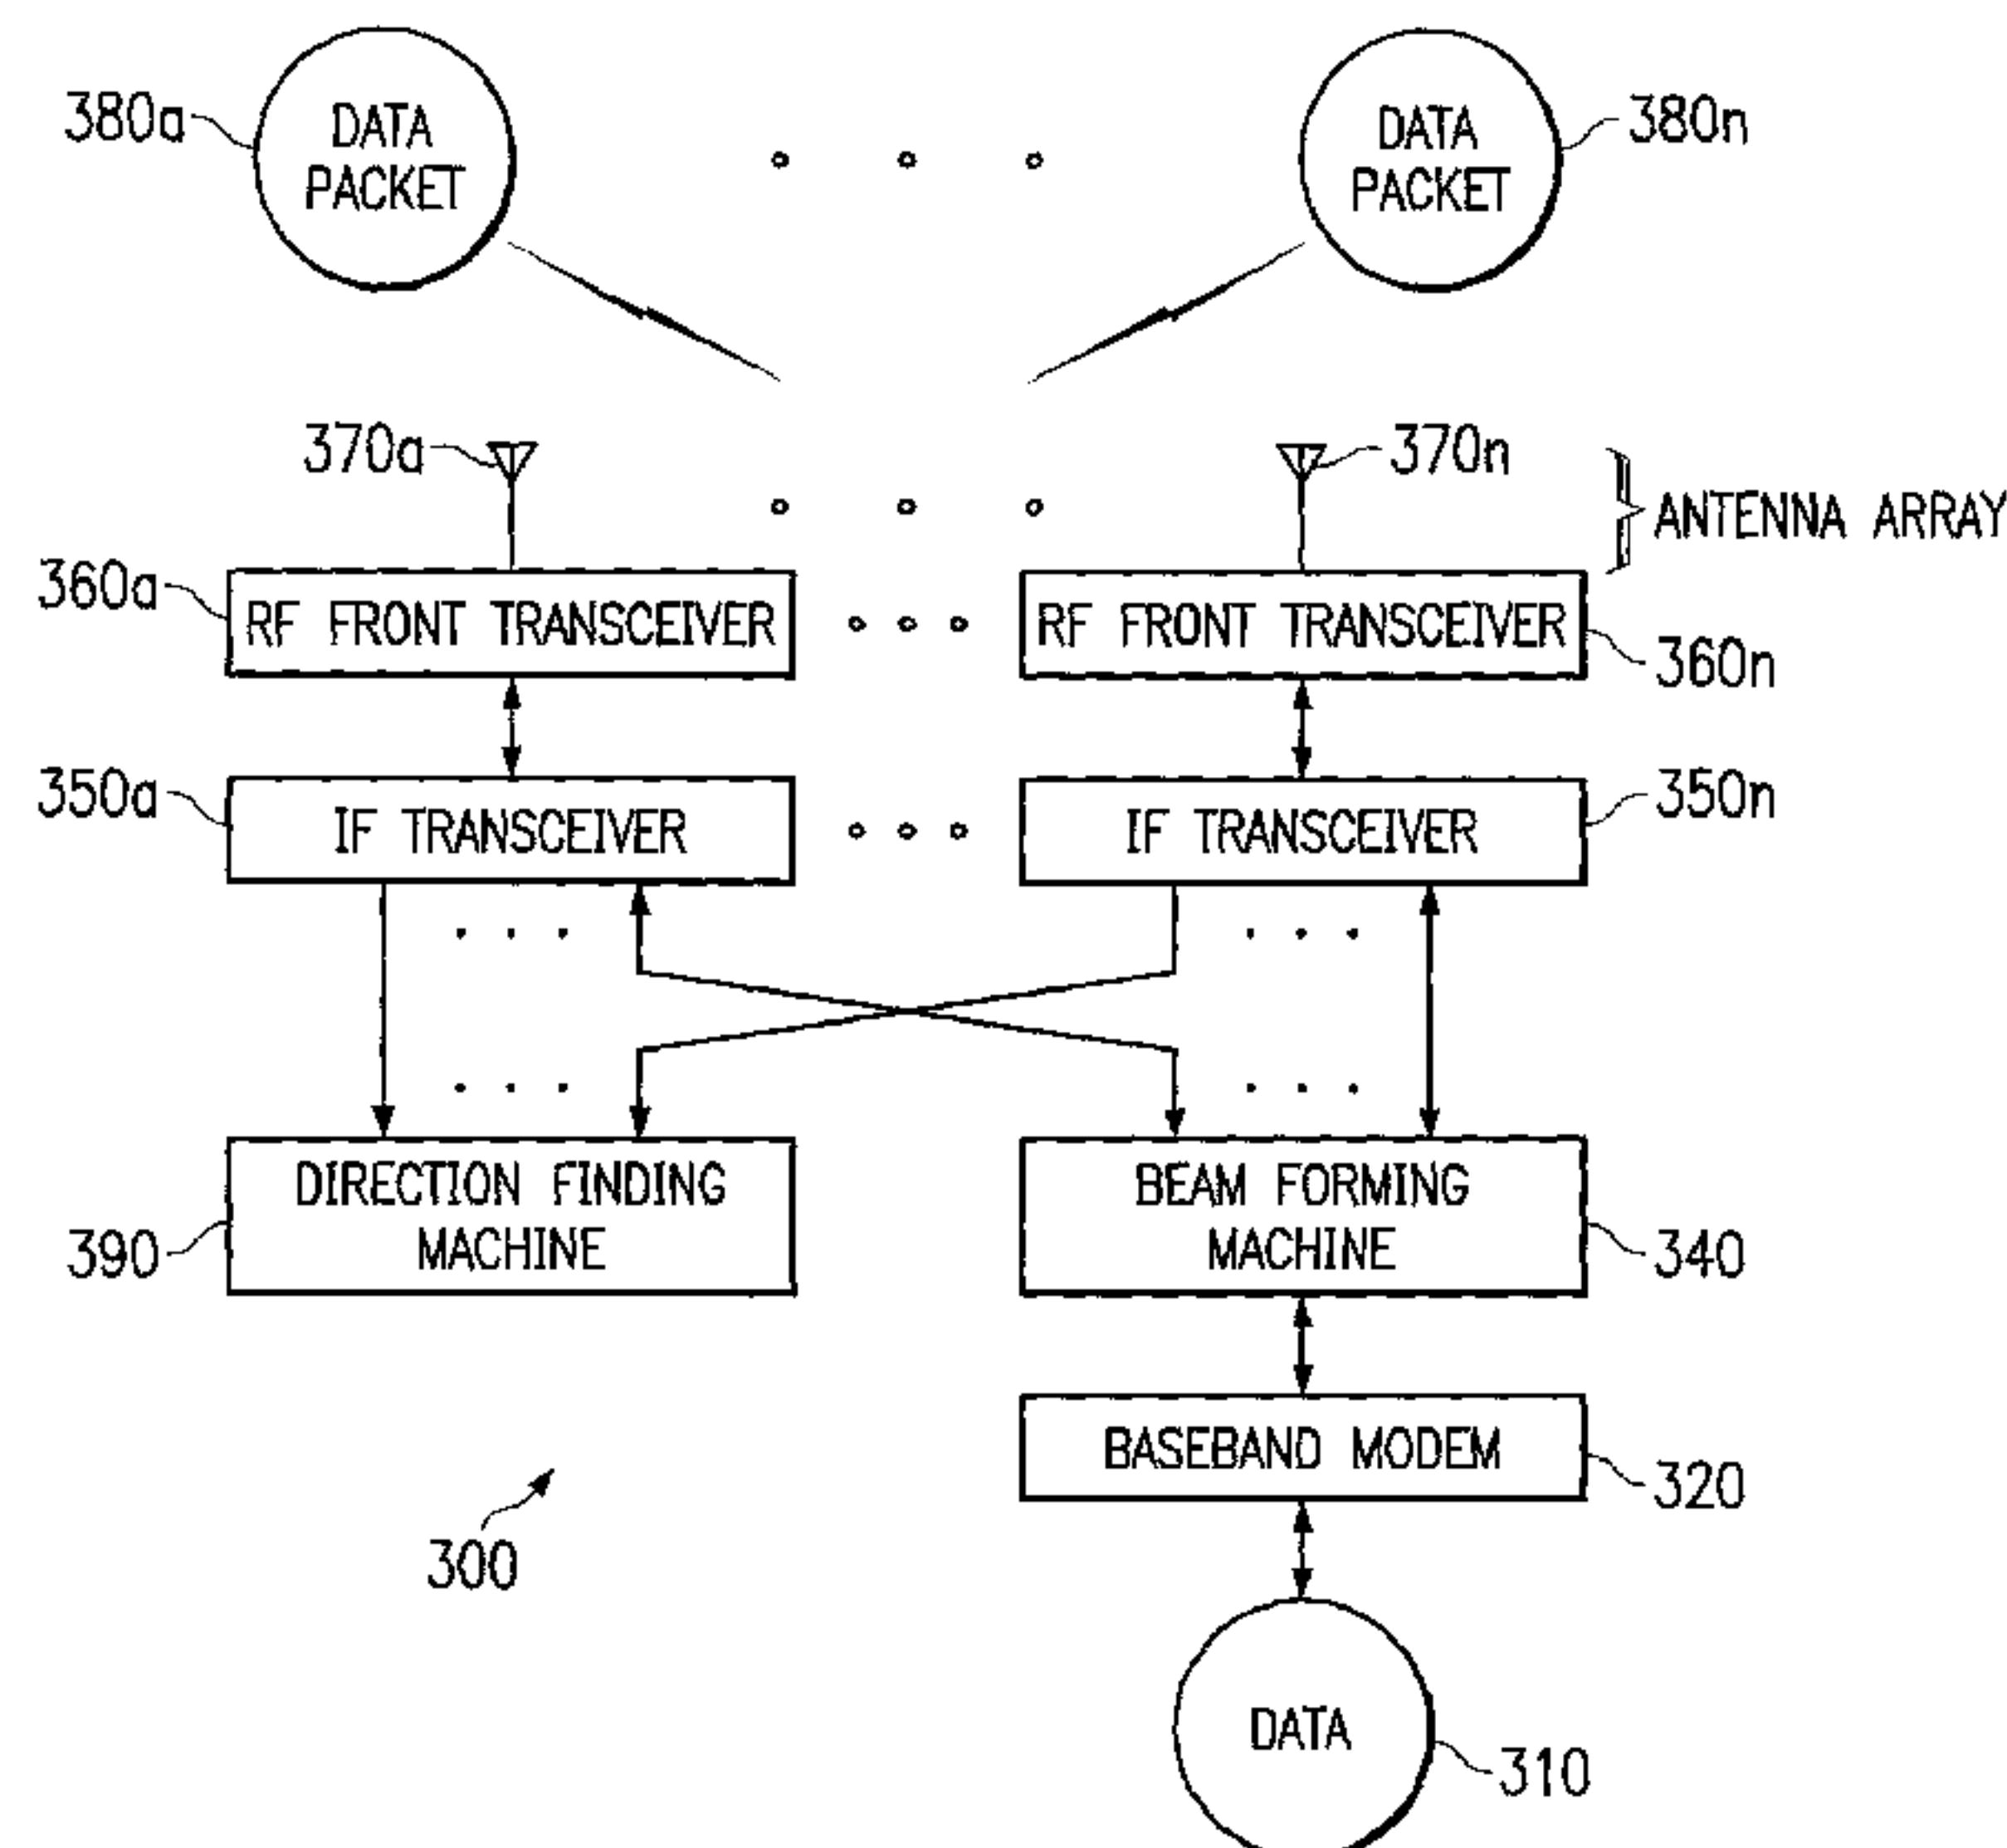 380a
DATA
PACKET
DATA
PACKET
380n
370a
370n
ANTENNA ARRAY
360a
RF FRONT TRANSCEIVER
RF FRONT TRANSCEIVER
360n
350a
IF TRANSCEIVER
IF TRANSCEIVER
350n
DIRECTION FINDING
MACHINE
390
BEAM FORMING
MACHINE
340
BASEBAND MODEM
320
300
DATA
310